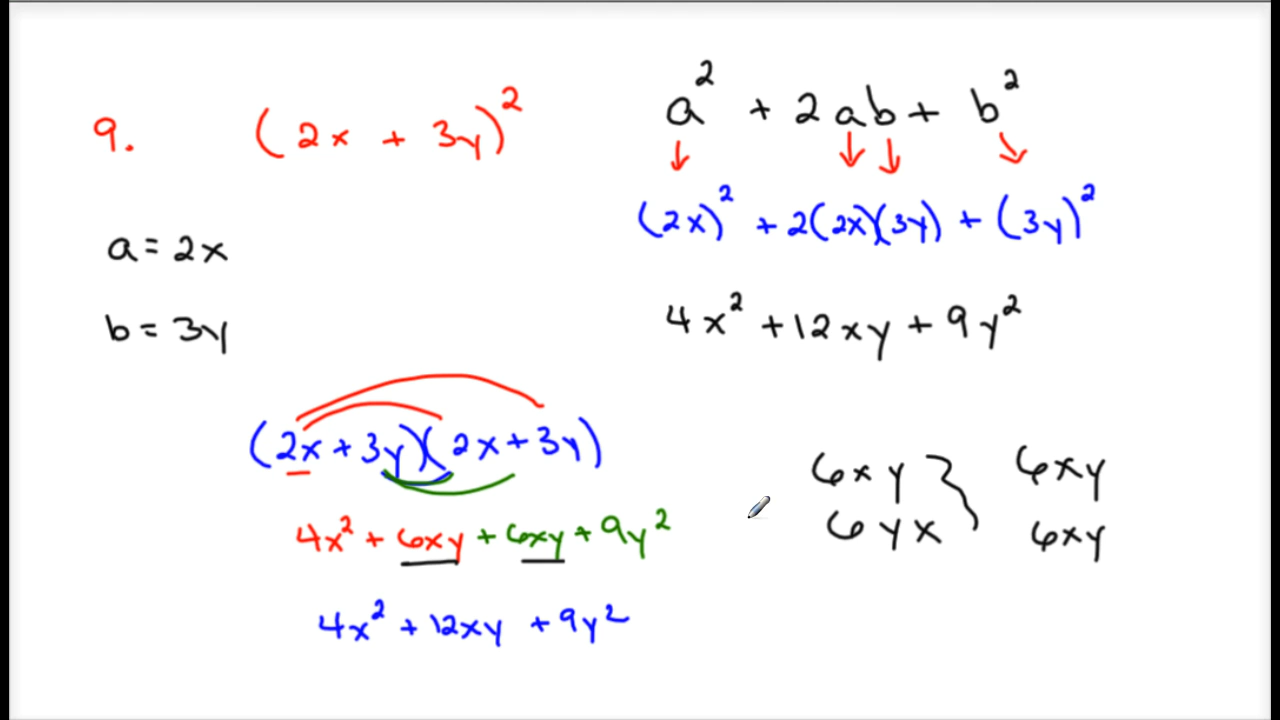 9. (2x + 3y)²
a² + 2ab + b²
(2x)² + 2(2x)(3y) + (3y)²
a = 2x
b = 3y
4x² + 12xy + 9y²
(2x + 3y)(2x + 3y)
4x² + 6xy + 6xy + 9y²
4x² + 12xy + 9y²
6xy } 6xy
6yx 6xy